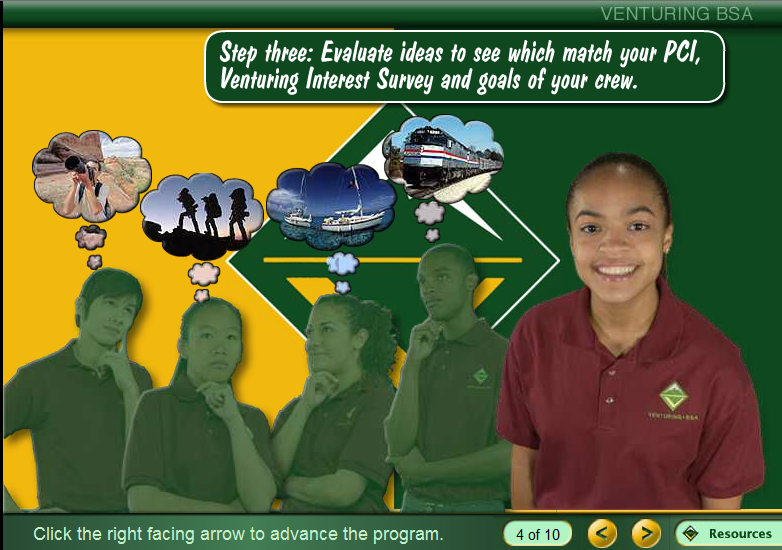 VENTURING BSA
Step three: Evaluate ideas to see which match your PCI,
Venturing Interest Survey and goals of your crew.
VENTURING • BSA
Click the right facing arrow to advance the program.
4 of 10
<
>
Resources